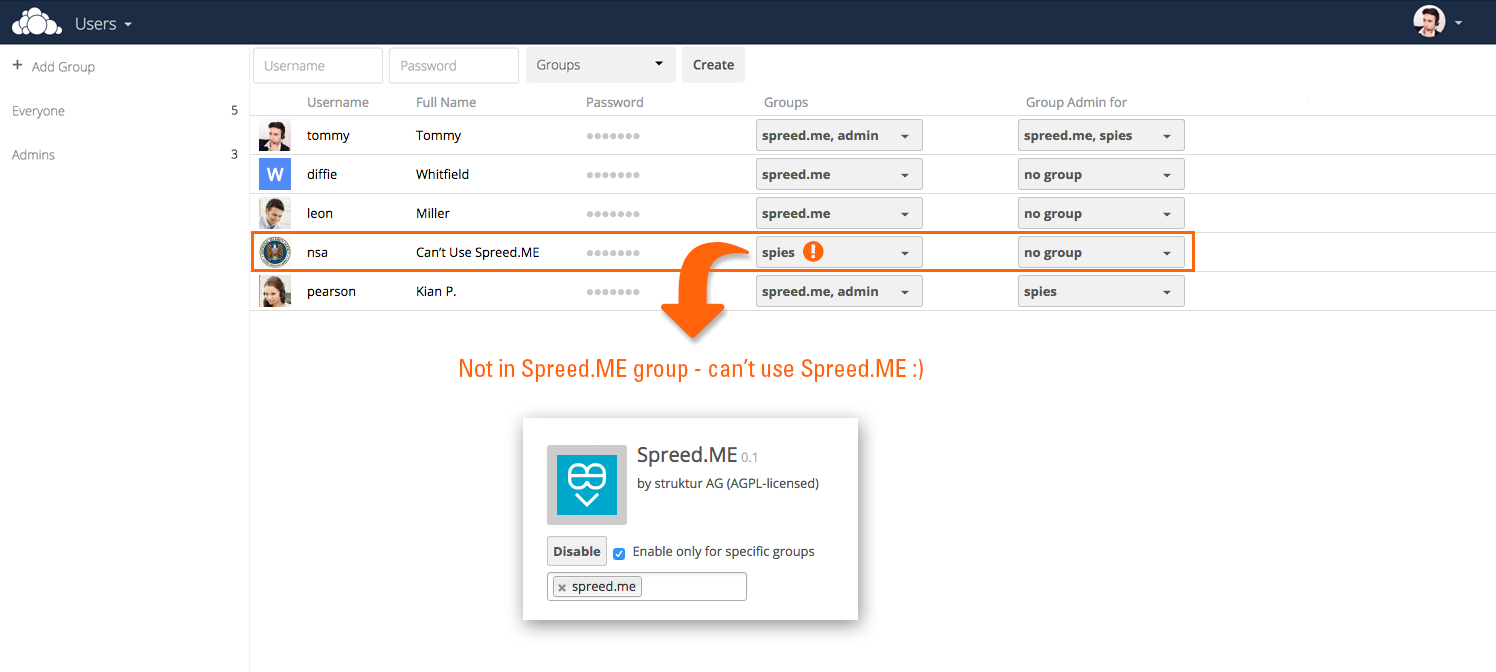 Users
+ Add Group
Everyone 5
Admins 3
Username Password Groups Create
Username Full Name Password Groups Group Admin for
tommy Tommy ●●●●●●● spreed.me, admin spreed.me, spies
W diffie Whitfield ●●●●●●● spreed.me no group
leon Miller ●●●●●●● spreed.me no group
nsa Can't Use Spreed.ME ●●●●●●● spies ! no group
pearson Kian P. ●●●●●●● spreed.me, admin spies
Not in Spreed.ME group - can't use Spreed.ME :)
Spreed.ME 0.1
by struktur AG (AGPL-licensed)
Disable Enable only for specific groups
× spreed.me